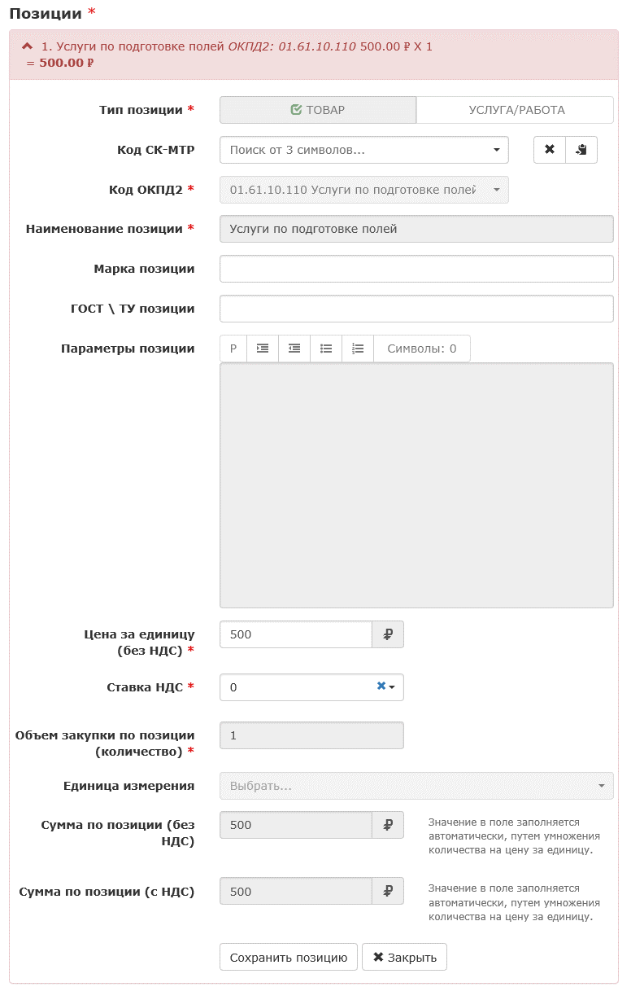 Позиции *
1. Услуги по подготовке полей ОКПД2: 01.61.10.110 500.00 ₽ X 1
= 500.00 ₽
Тип позиции *
ТОВАР
УСЛУГА/РАБОТА
Код СК-МТР
Поиск от 3 символов...
Код ОКПД2 *
01.61.10.110 Услуги по подготовке полей
Наименование позиции *
Услуги по подготовке полей
Марка позиции
ГОСТ \ ТУ позиции
Параметры позиции
P
Символы: 0
Цена за единицу
(без НДС) *
500 ₽
Ставка НДС *
0
Объем закупки по позиции
(количество) *
1
Единица измерения
Выбрать...
Сумма по позиции (без
НДС)
500 ₽
Значение в поле заполняется
автоматически, путем умножения
количества на цену за единицу.
Сумма по позиции (с НДС)
500 ₽
Значение в поле заполняется
автоматически, путем умножения
количества на цену за единицу.
Сохранить позицию
✖ Закрыть